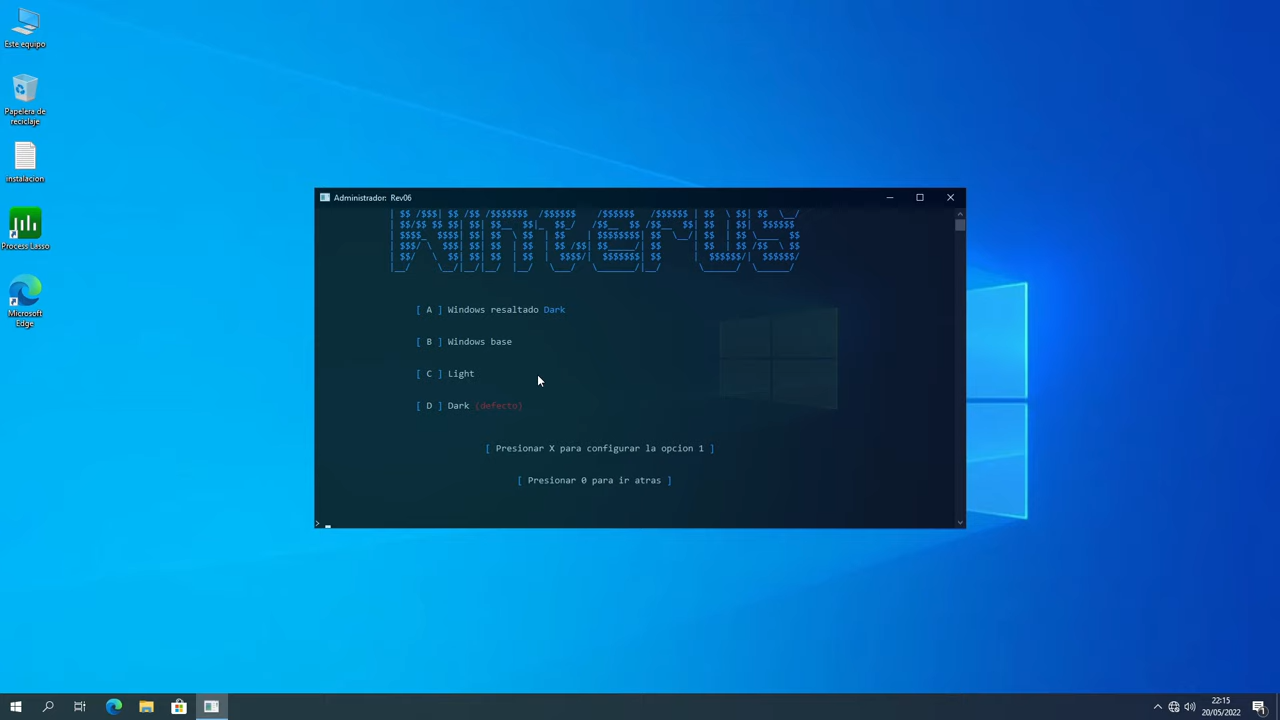 Este equipo
Papelera de
reciclaje
instalacion
Process Lasso
Microsoft
Edge
Administrador: Rev06
[ A ] Windows resaltado Dark
[ B ] Windows base
[ C ] Light
[ D ] Dark (defecto)
[ Presionar X para configurar la opcion 1 ]
[ Presionar 0 para ir atras ]
>
22:15
20/05/2022
1